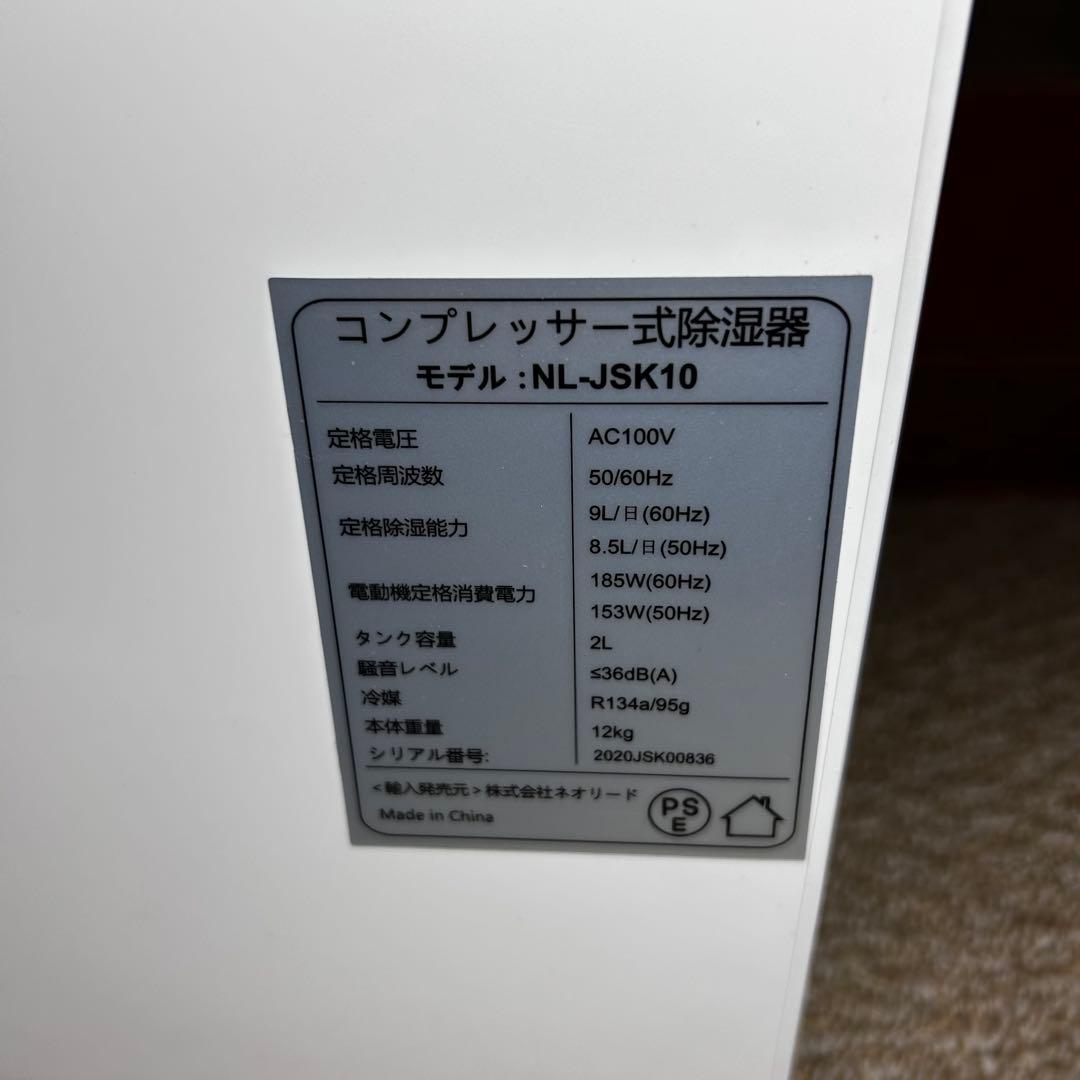 コンプレッサー式除湿器
モデル：NL-JSK10
定格電圧 AC100V
定格周波数 50/60Hz
定格除湿能力 9L/日(60Hz)
8.5L/日(50Hz)
電動機定格消費電力 185W(60Hz)
153W(50Hz)
タンク容量 2L
騒音レベル ≤36dB(A)
冷媒 R134a/95g
本体重量 12kg
シリアル番号: 2020JSK00836
<輸入発売元>株式会社ネオリード
Made in China
PS
E